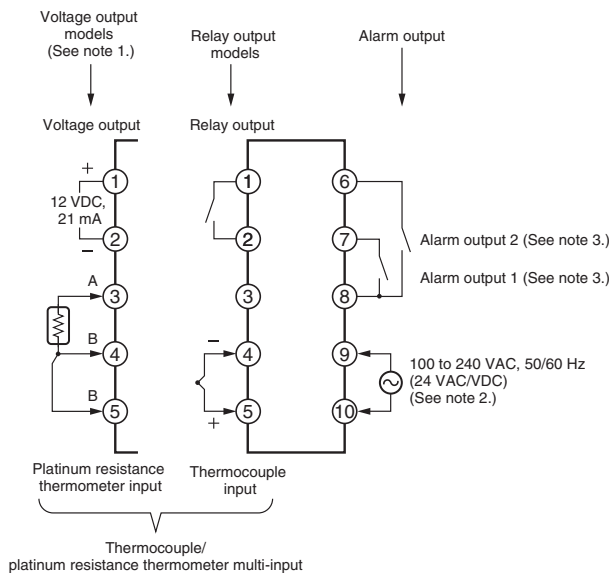 Voltage output
models
(See note 1.)
Relay output
models
Alarm output
Voltage output
Relay output
+
1
12 VDC,
21 mA
2
−
A
3
B
4
B
5
1
2
3
−
4
5
+
6
7
8
9
10
Alarm output 2 (See note 3.)
Alarm output 1 (See note 3.)
100 to 240 VAC, 50/60 Hz
(24 VAC/VDC)
(See note 2.)
Platinum resistance
thermometer input
Thermocouple
input
Thermocouple/
platinum resistance thermometer multi-input